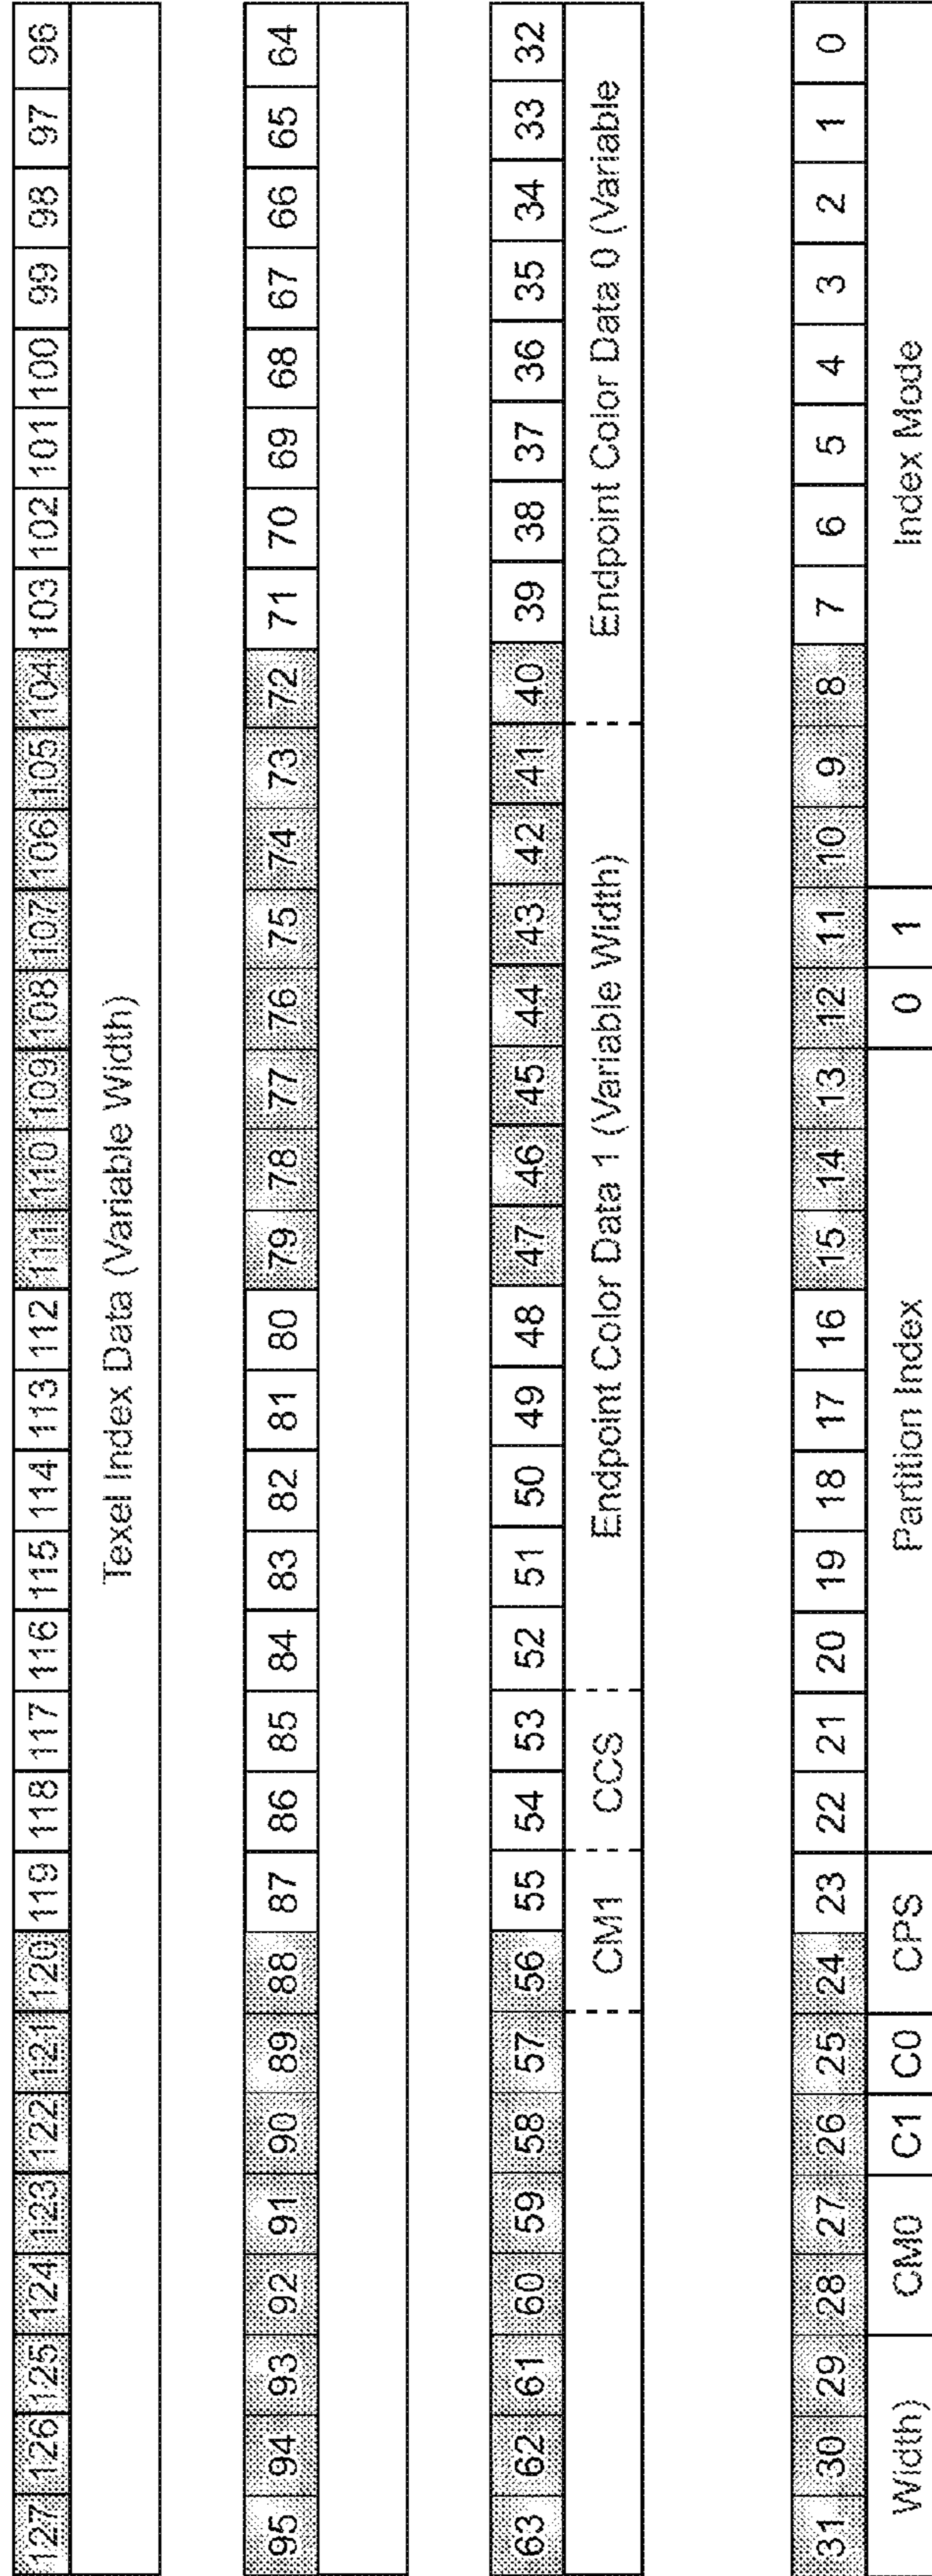 127 126 125 124 123 122 121 120 119 118 117 116 115 114 113 112 111 110 109 108 107 106 105 104 103 102 101 100 99 98 97 96
Texel Index Data (Variable Width)
95 94 93 92 91 90 89 88 87 86 85 84 83 82 81 80 79 78 77 76 75 74 73 72 71 70 69 68 67 66 65 64
63 62 61 60 59 58 57 56 55 54 53 52 51 50 49 48 47 46 45 44 43 42 41 40 39 38 37 36 35 34 33 32
CM1 CCS Endpoint Color Data 1 (Variable Width) Endpoint Color Data 0 (Variable
31 30 29 28 27 26 25 24 23 22 21 20 19 18 17 16 15 14 13 12 11 10 9 8 7 6 5 4 3 2 1 0
Width) CM0 C1 C0 CPS Partition Index 0 1 Index Mode